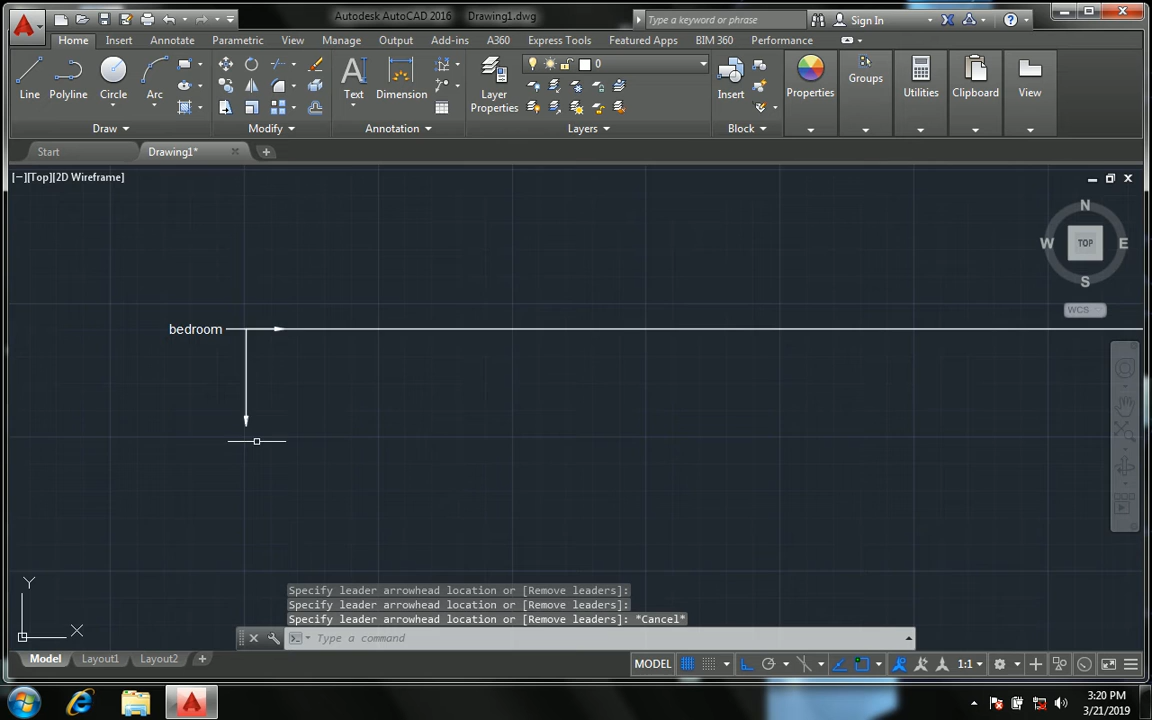 Autodesk AutoCAD 2016 Drawing1.dwg
Type a keyword or phrase
Sign In
Home Insert Annotate Parametric View Manage Output Add-ins A360 Express Tools Featured Apps BIM 360 Performance
Line Polyline Circle Arc
Text Dimension
Layer
Properties
0
Insert
Properties
Groups
Utilities
Clipboard
View
Draw Modify Annotation Layers Block
Start Drawing1*
[−][Top][2D Wireframe]
N
W TOP E
S
WCS
bedroom
Y
X
Specify leader arrowhead location or [Remove leaders]:
Specify leader arrowhead location or [Remove leaders]:
Specify leader arrowhead location or [Remove leaders]: *Cancel*
Type a command
Model Layout1 Layout2 +
MODEL 1:1
3:20 PM
3/21/2019